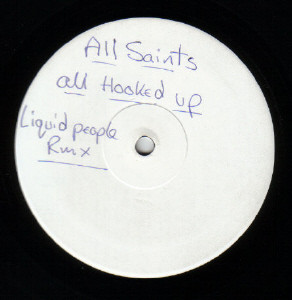 All Saints
all Hooked up
Liquid people
Rmx